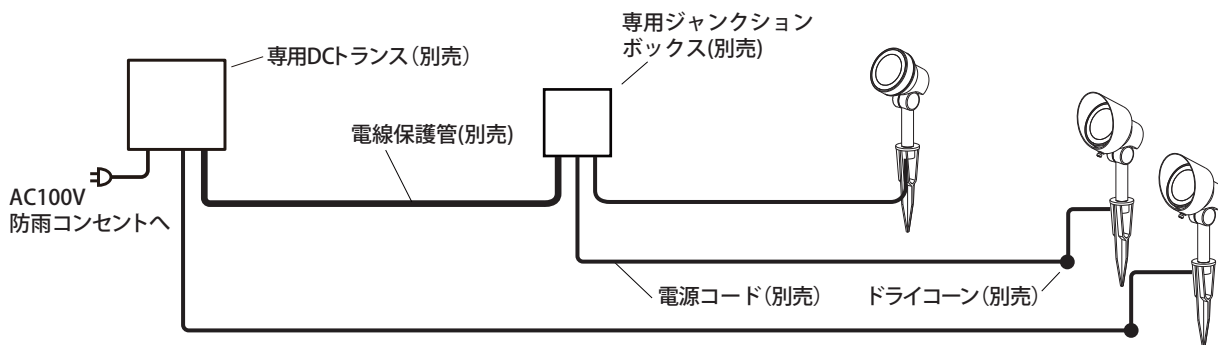 専用ジャンクション
ボックス(別売)
専用DCトランス（別売）
電線保護管(別売)
AC100V
防雨コンセントへ
電源コード（別売）
ドライコーン（別売）